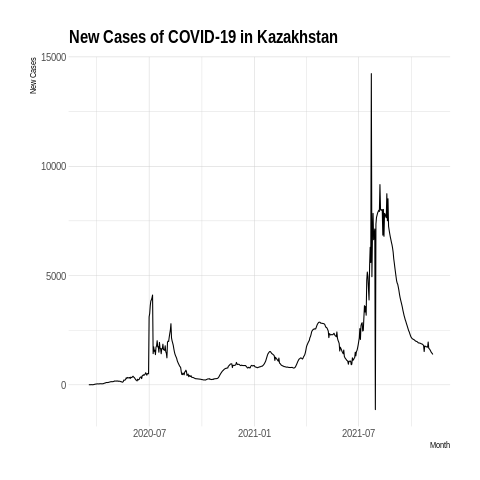 New Cases of COVID-19 in Kazakhstan
New Cases
15000
10000
5000
0
2020-07
2021-01
2021-07
Month